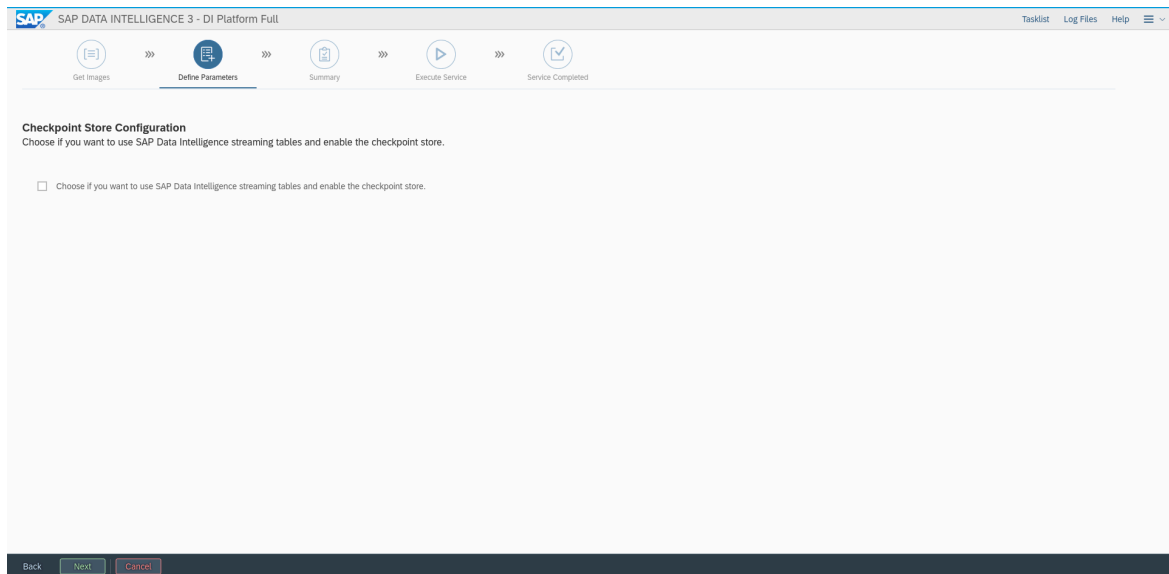 SAP SAP DATA INTELLIGENCE 3 - DI Platform Full Tasklist Log Files Help
Get Images Define Parameters Summary Execute Service Service Completed
Checkpoint Store Configuration
Choose if you want to use SAP Data Intelligence streaming tables and enable the checkpoint store.
Choose if you want to use SAP Data Intelligence streaming tables and enable the checkpoint store.
Back Next Cancel